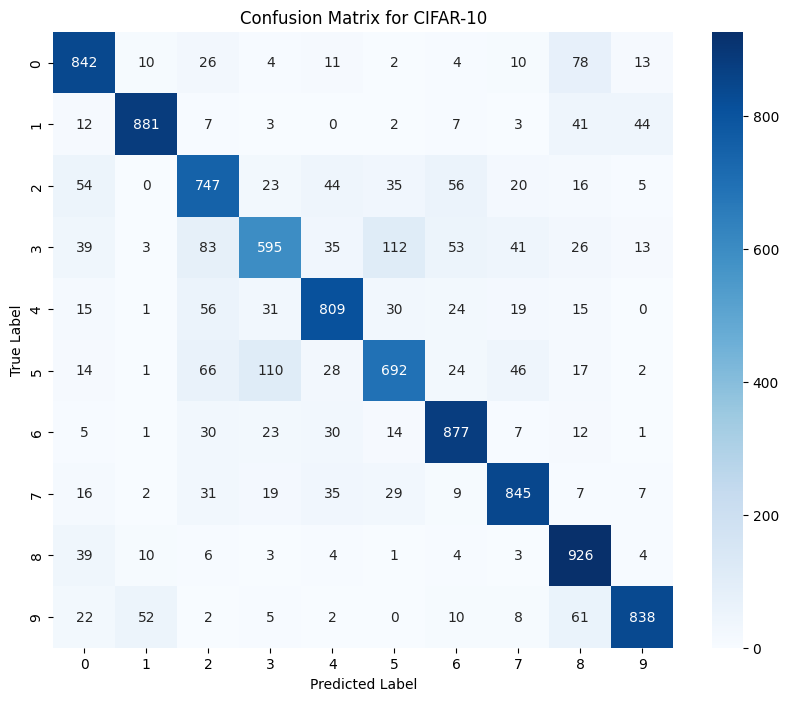 Confusion Matrix for CIFAR-10
0 842 10 26 4 11 2 4 10 78 13
1 12 881 7 3 0 2 7 3 41 44
2 54 0 747 23 44 35 56 20 16 5
3 39 3 83 595 35 112 53 41 26 13
4 15 1 56 31 809 30 24 19 15 0
5 14 1 66 110 28 692 24 46 17 2
6 5 1 30 23 30 14 877 7 12 1
7 16 2 31 19 35 29 9 845 7 7
8 39 10 6 3 4 1 4 3 926 4
9 22 52 2 5 2 0 10 8 61 838
0 1 2 3 4 5 6 7 8 9
Predicted Label
True Label
800
600
400
200
0